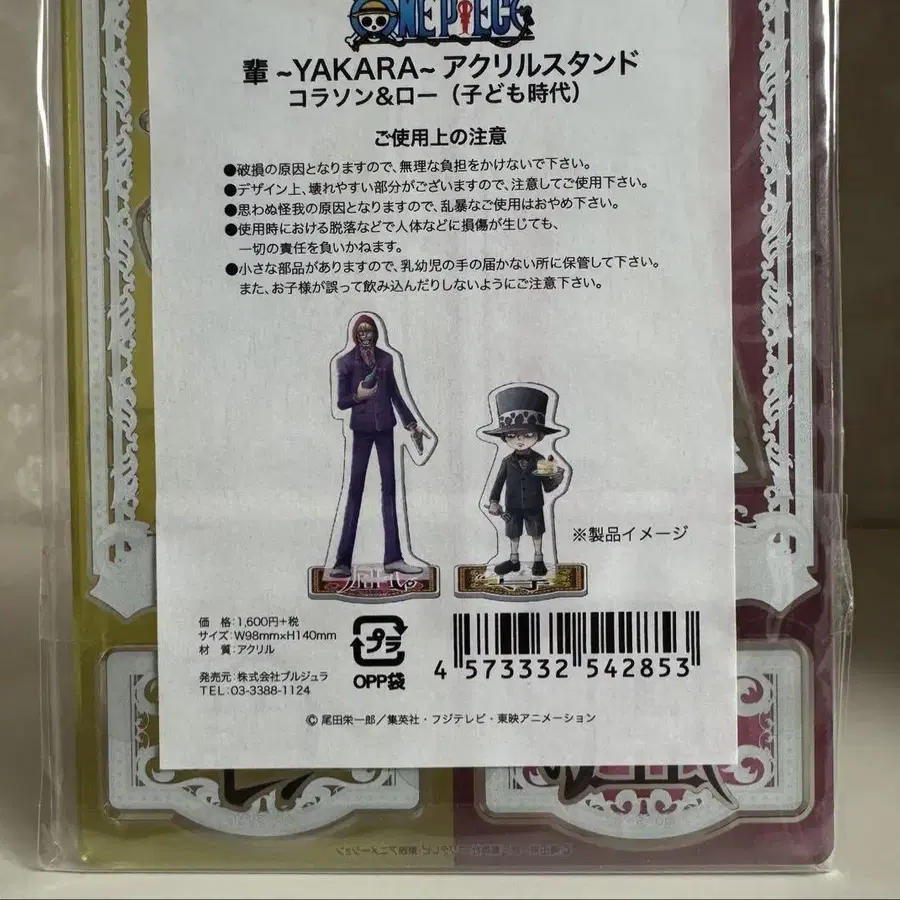 ONE PIECE
輩 ~YAKARA~ アクリルスタンド
コラソン&ロー（子ども時代）
ご使用上の注意
●破損の原因となりますので、無理な負担をかけないで下さい。
●デザイン上、壊れやすい部分がございますので、注意してご使用下さい。
●思わぬ怪我の原因となりますので、乱暴なご使用はおやめ下さい。
●使用時における脱落などで人体などに損傷が生じても、
一切の責任を負いかねます。
●小さな部品がありますので、乳幼児の手の届かない所に保管して下さい。
また、お子様が誤って飲み込んだりしないようにご注意下さい。
※製品イメージ
価 格：1,600円+税
サイズ：W98mm×H140mm
材 質：アクリル
発売元：株式会社プルジュラ
TEL：03-3388-1124
プラ
OPP袋
4 573332 542853
© 尾田栄一郎／集英社・フジテレビ・東映アニメーション